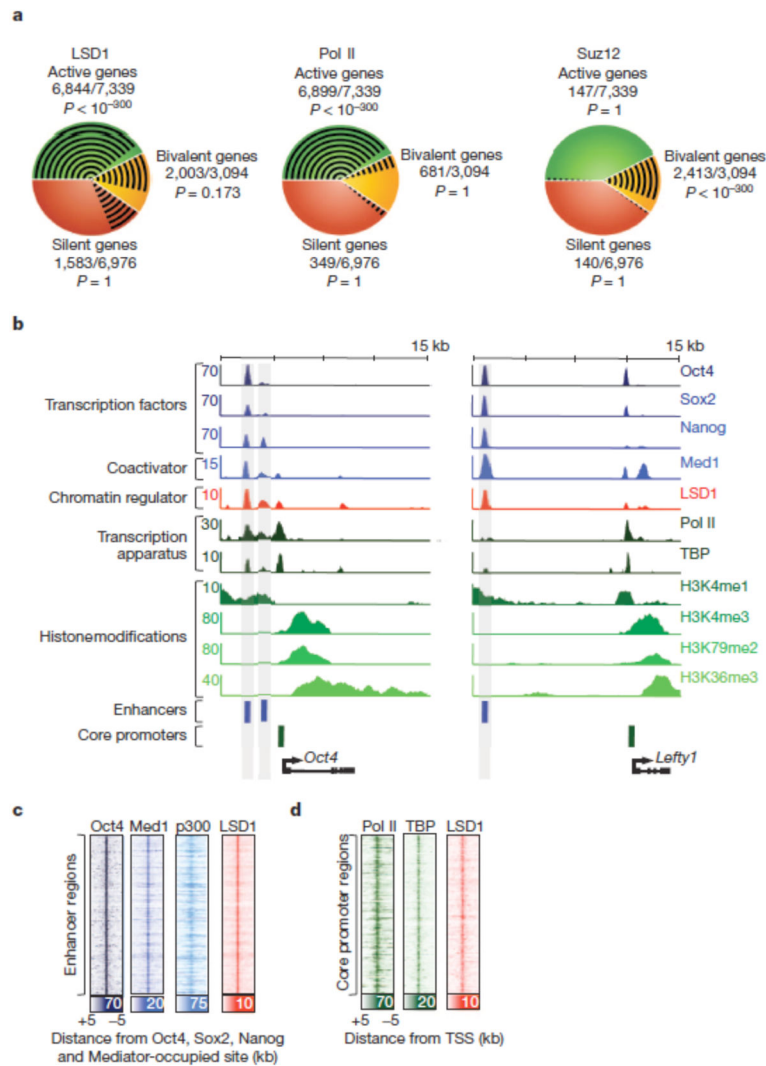 a
LSD1
Active genes
6,844/7,339
P < 10–300
Bivalent genes
2,003/3,094
P = 0.173
Silent genes
1,583/6,976
P = 1
Pol II
Active genes
6,899/7,339
P < 10–300
Bivalent genes
681/3,094
P = 1
Silent genes
349/6,976
P = 1
Suz12
Active genes
147/7,339
P = 1
Bivalent genes
2,413/3,094
P < 10–300
Silent genes
140/6,976
P = 1
b
15 kb
15 kb
Transcription factors
70
Oct4
70
Sox2
70
Nanog
Coactivator
15
Med1
Chromatin regulator
10
LSD1
Transcription
apparatus
30
Pol II
10
TBP
Histonemodifications
10
H3K4me1
80
H3K4me3
80
H3K79me2
40
H3K36me3
Enhancers
Core promoters
Oct4
Lefty1
c
Oct4 Med1 p300 LSD1
Enhancer regions
70 20 75 10
+5 –5
Distance from Oct4, Sox2, Nanog
and Mediator-occupied site (kb)
d
Pol II TBP LSD1
Core promoter regions
70 20 10
+5 –5
Distance from TSS (kb)